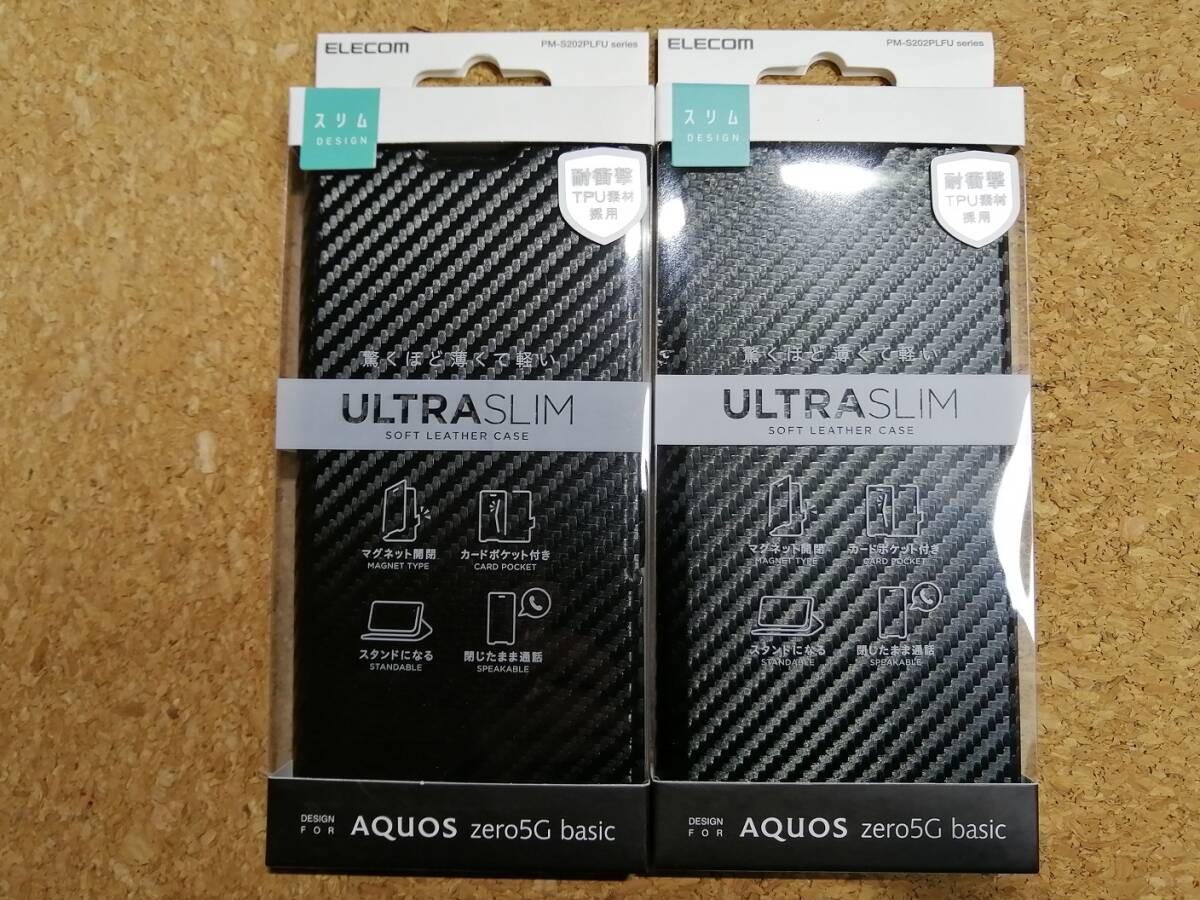 ELECOM
PM-S202PLFU series
スリム
DESIGN
耐衝撃
TPU素材
採用
驚くほど薄くて軽い
ULTRASLIM
SOFT LEATHER CASE
マグネット開閉
MAGNET TYPE
カードポケット付き
CARD POCKET
スタンドになる
STANDABLE
閉じたまま通話
SPEAKABLE
DESIGN
FOR
AQUOS zero5G basic
ELECOM
PM-S202PLFU series
スリム
DESIGN
耐衝撃
TPU素材
採用
驚くほど薄くて軽い
ULTRASLIM
SOFT LEATHER CASE
マグネット開閉
MAGNET TYPE
カードポケット付き
CARD POCKET
スタンドになる
STANDABLE
閉じたまま通話
SPEAKABLE
DESIGN
FOR
AQUOS zero5G basic